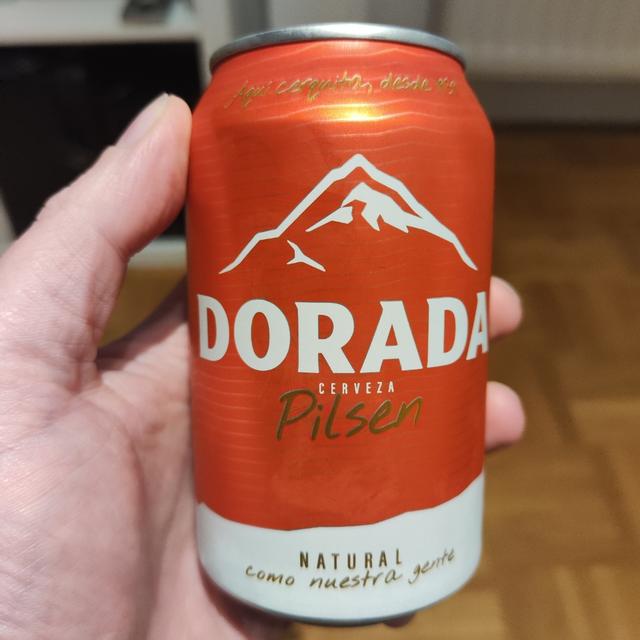 Aquí cerquita, desde
DORADA
CERVEZA
Pilsen
NATURAL
como nuestra gente